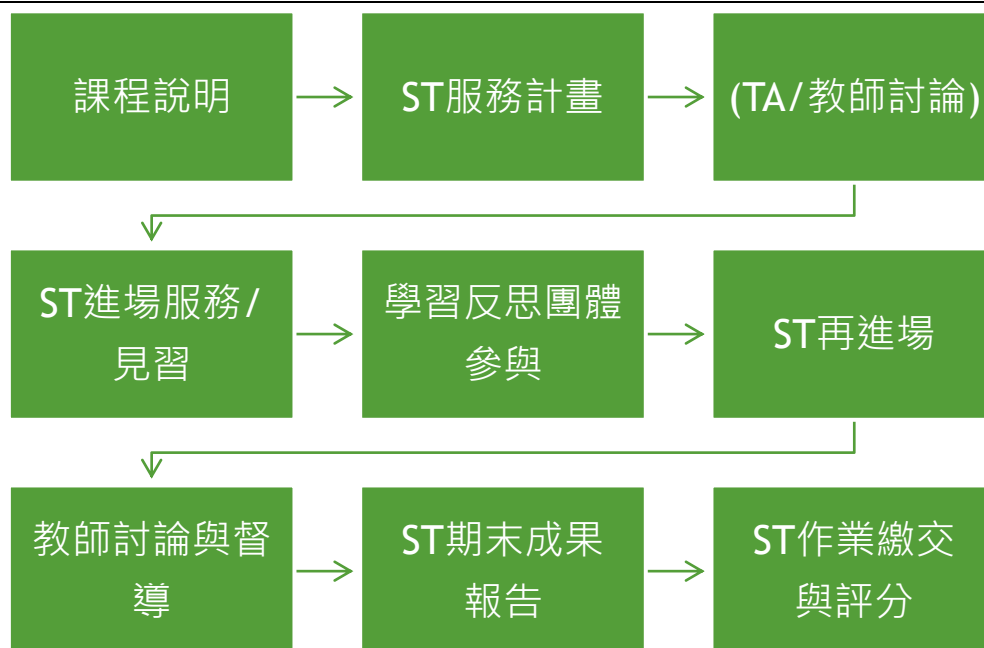 課程說明
ST服務計畫
(TA/教師討論)
ST進場服務/
見習
學習反思團體
參與
ST再進場
教師討論與督
導
ST期末成果
報告
ST作業繳交
與評分